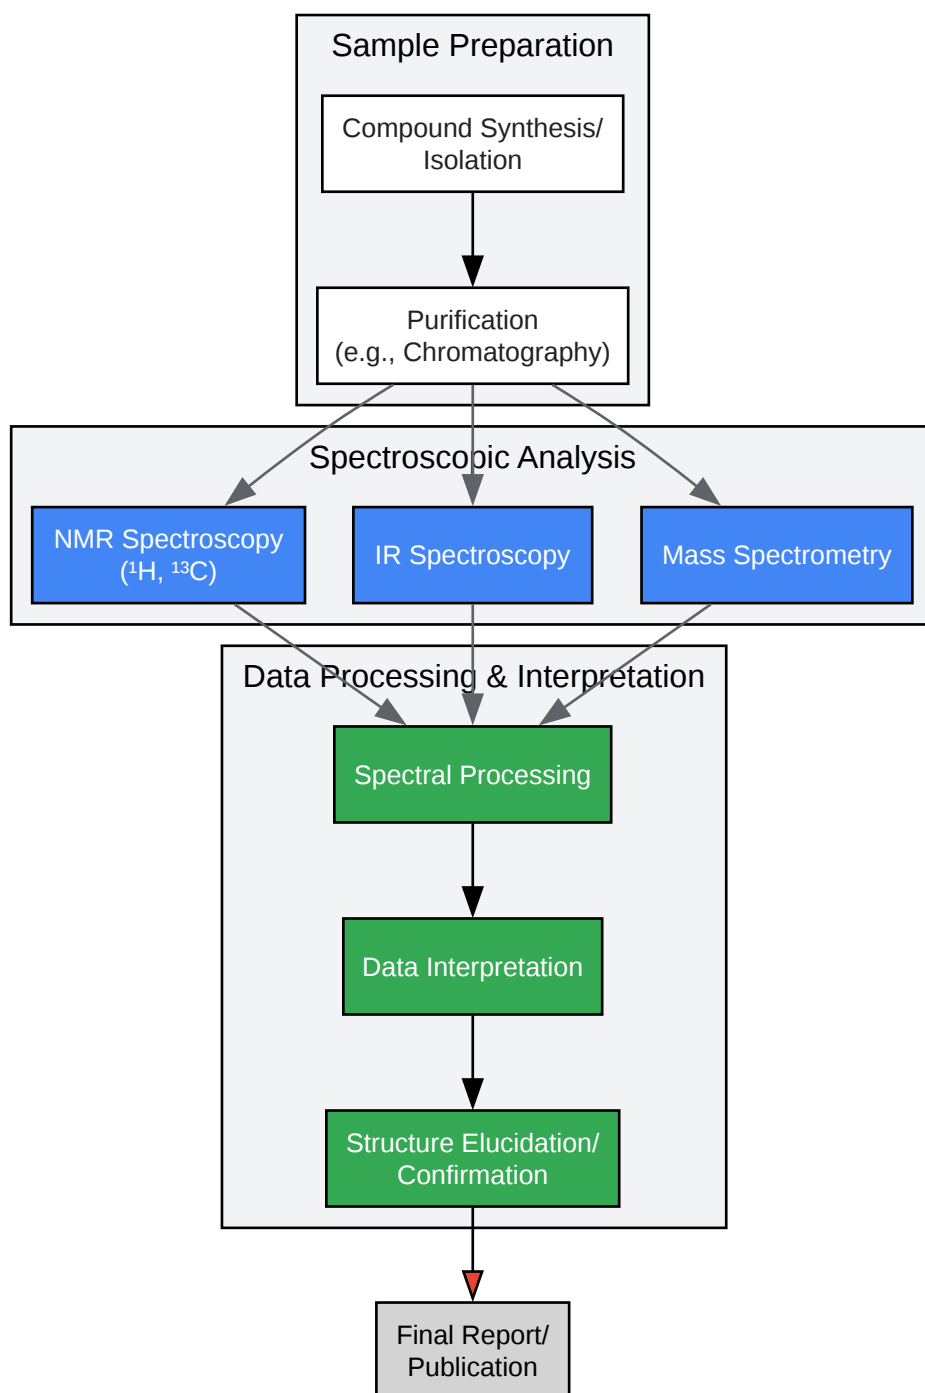 Sample Preparation
Compound Synthesis/
Isolation
Purification
(e.g., Chromatography)
Spectroscopic Analysis
NMR Spectroscopy
(¹H, ¹³C)
IR Spectroscopy
Mass Spectrometry
Data Processing & Interpretation
Spectral Processing
Data Interpretation
Structure Elucidation/
Confirmation
Final Report/
Publication